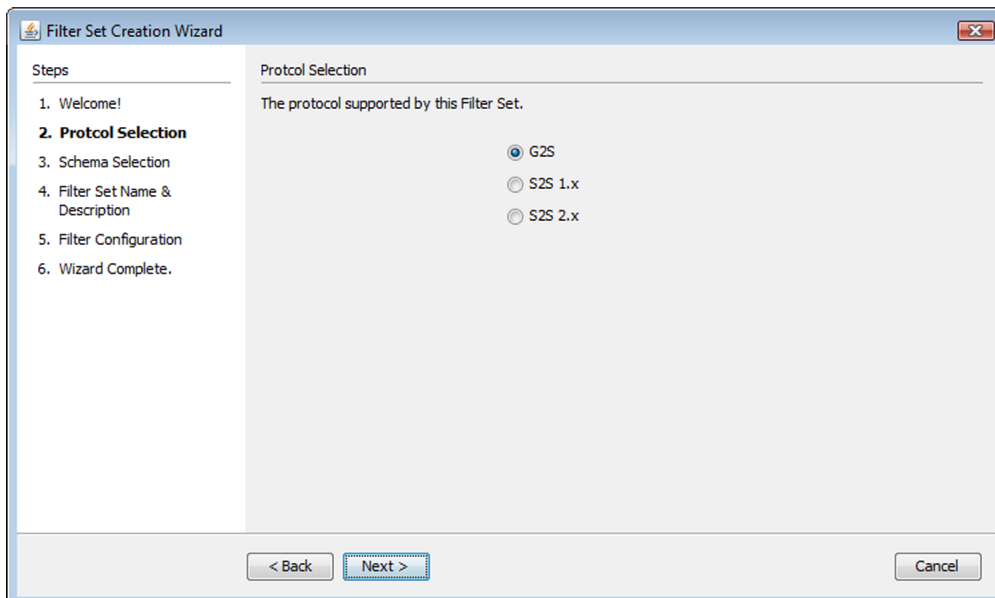 Filter Set Creation Wizard
Steps
1. Welcome!
2. Protcol Selection
3. Schema Selection
4. Filter Set Name &
Description
5. Filter Configuration
6. Wizard Complete.
Protcol Selection
The protocol supported by this Filter Set.
G2S
S2S 1.x
S2S 2.x
< Back
Next >
Cancel